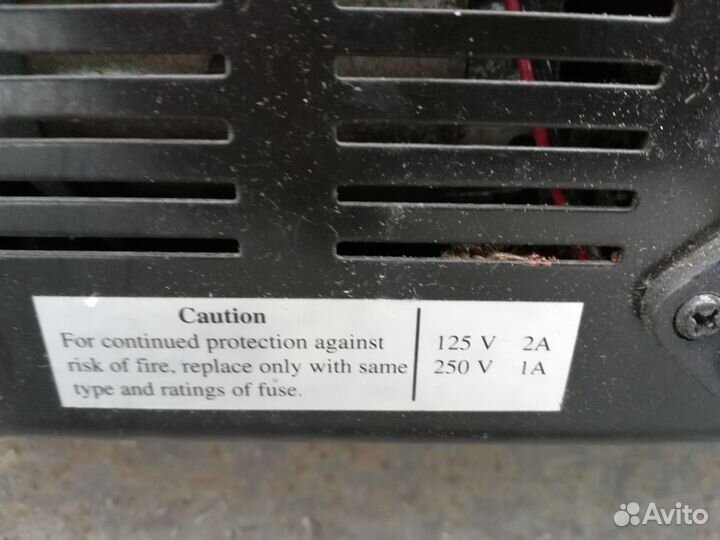 Caution
For continued protection against
risk of fire, replace only with same
type and ratings of fuse.
125 V 2A
250 V 1A
Avito